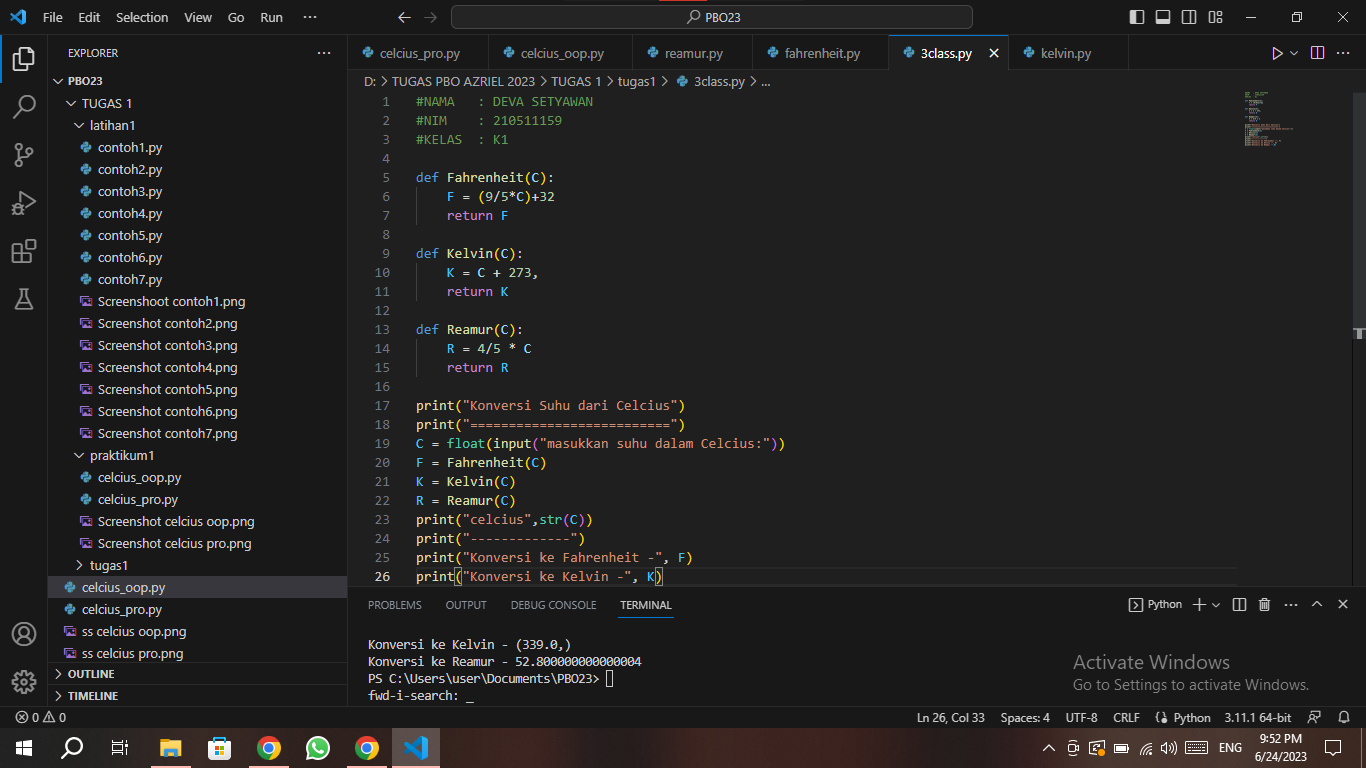 File Edit Selection View Go Run ··· PBO23
EXPLORER ···
PBO23
TUGAS 1
latihan1
contoh1.py
contoh2.py
contoh3.py
contoh4.py
contoh5.py
contoh6.py
contoh7.py
Screenshoot contoh1.png
Screenshot contoh2.png
Screenshot contoh3.png
Screenshot contoh4.png
Screenshot contoh5.png
Screenshot contoh6.png
Screenshot contoh7.png
praktikum1
celcius_oop.py
celcius_pro.py
Screenshot celcius oop.png
Screenshot celcius pro.png
tugas1
celcius_oop.py
celcius_pro.py
ss celcius oop.png
ss celcius pro.png
OUTLINE
TIMELINE
celcius_pro.py celcius_oop.py reamur.py fahrenheit.py 3class.py kelvin.py
D: > TUGAS PBO AZRIEL 2023 > TUGAS 1 > tugas1 > 3class.py > ...
1 #NAMA   : DEVA SETYAWAN
2 #NIM    : 210511159
3 #KELAS  : K1
4
5 def Fahrenheit(C):
6     F = (9/5*C)+32
7     return F
8
9 def Kelvin(C):
10     K = C + 273,
11     return K
12
13 def Reamur(C):
14     R = 4/5 * C
15     return R
16
17 print("Konversi Suhu dari Celcius")
18 print("==========================")
19 C = float(input("masukkan suhu dalam Celcius:"))
20 F = Fahrenheit(C)
21 K = Kelvin(C)
22 R = Reamur(C)
23 print("celcius",str(C))
24 print("-------------")
25 print("Konversi ke Fahrenheit -", F)
26 print("Konversi ke Kelvin -", K)
PROBLEMS OUTPUT DEBUG CONSOLE TERMINAL Python
Konversi ke Kelvin - (339.0,)
Konversi ke Reamur - 52.800000000000004
PS C:\Users\user\Documents\PBO23>
fwd-i-search: _
Activate Windows
Go to Settings to activate Windows.
0 0 Ln 26, Col 33 Spaces: 4 UTF-8 CRLF Python 3.11.1 64-bit
ENG 9:52 PM
6/24/2023